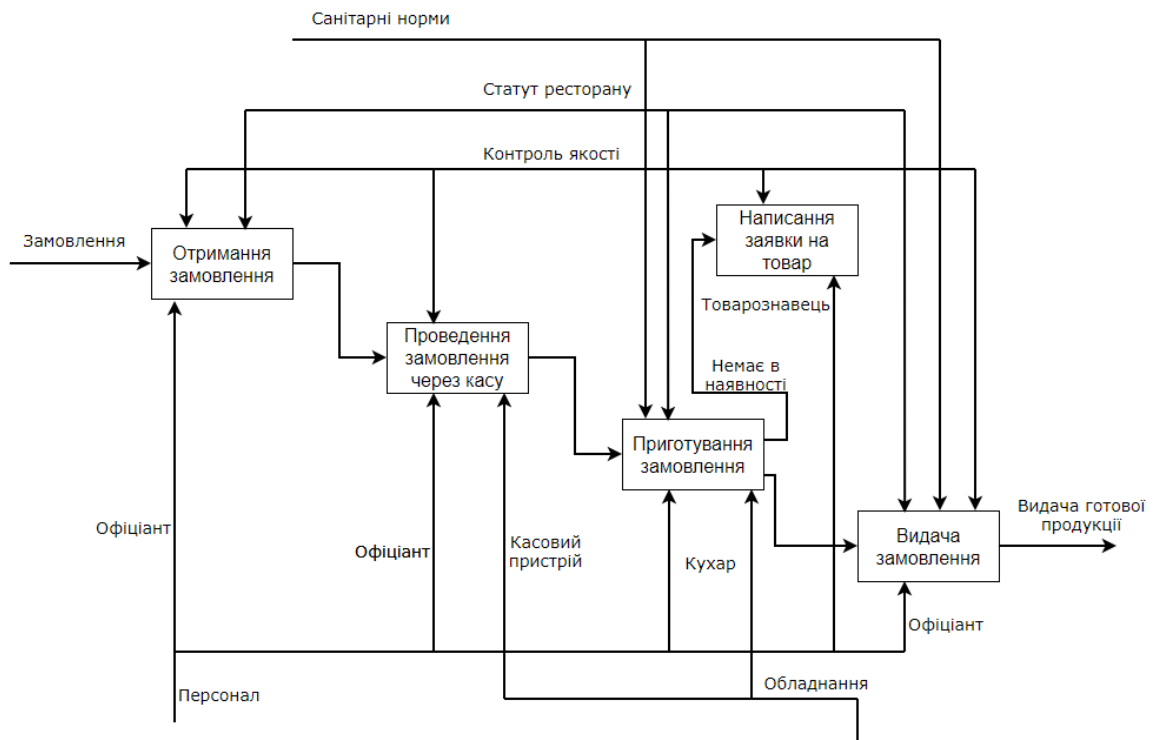 Санітарні норми
Статут ресторану
Контроль якості
Замовлення
Отримання
замовлення
Написання
заявки на
товар
Товарознавець
Проведення
замовлення
через касу
Немає в
наявності
Приготування
замовлення
Офіціант
Офіціант
Касовий
пристрій
Кухар
Видача
замовлення
Видача готової
продукції
Офіціант
Персонал
Обладнання